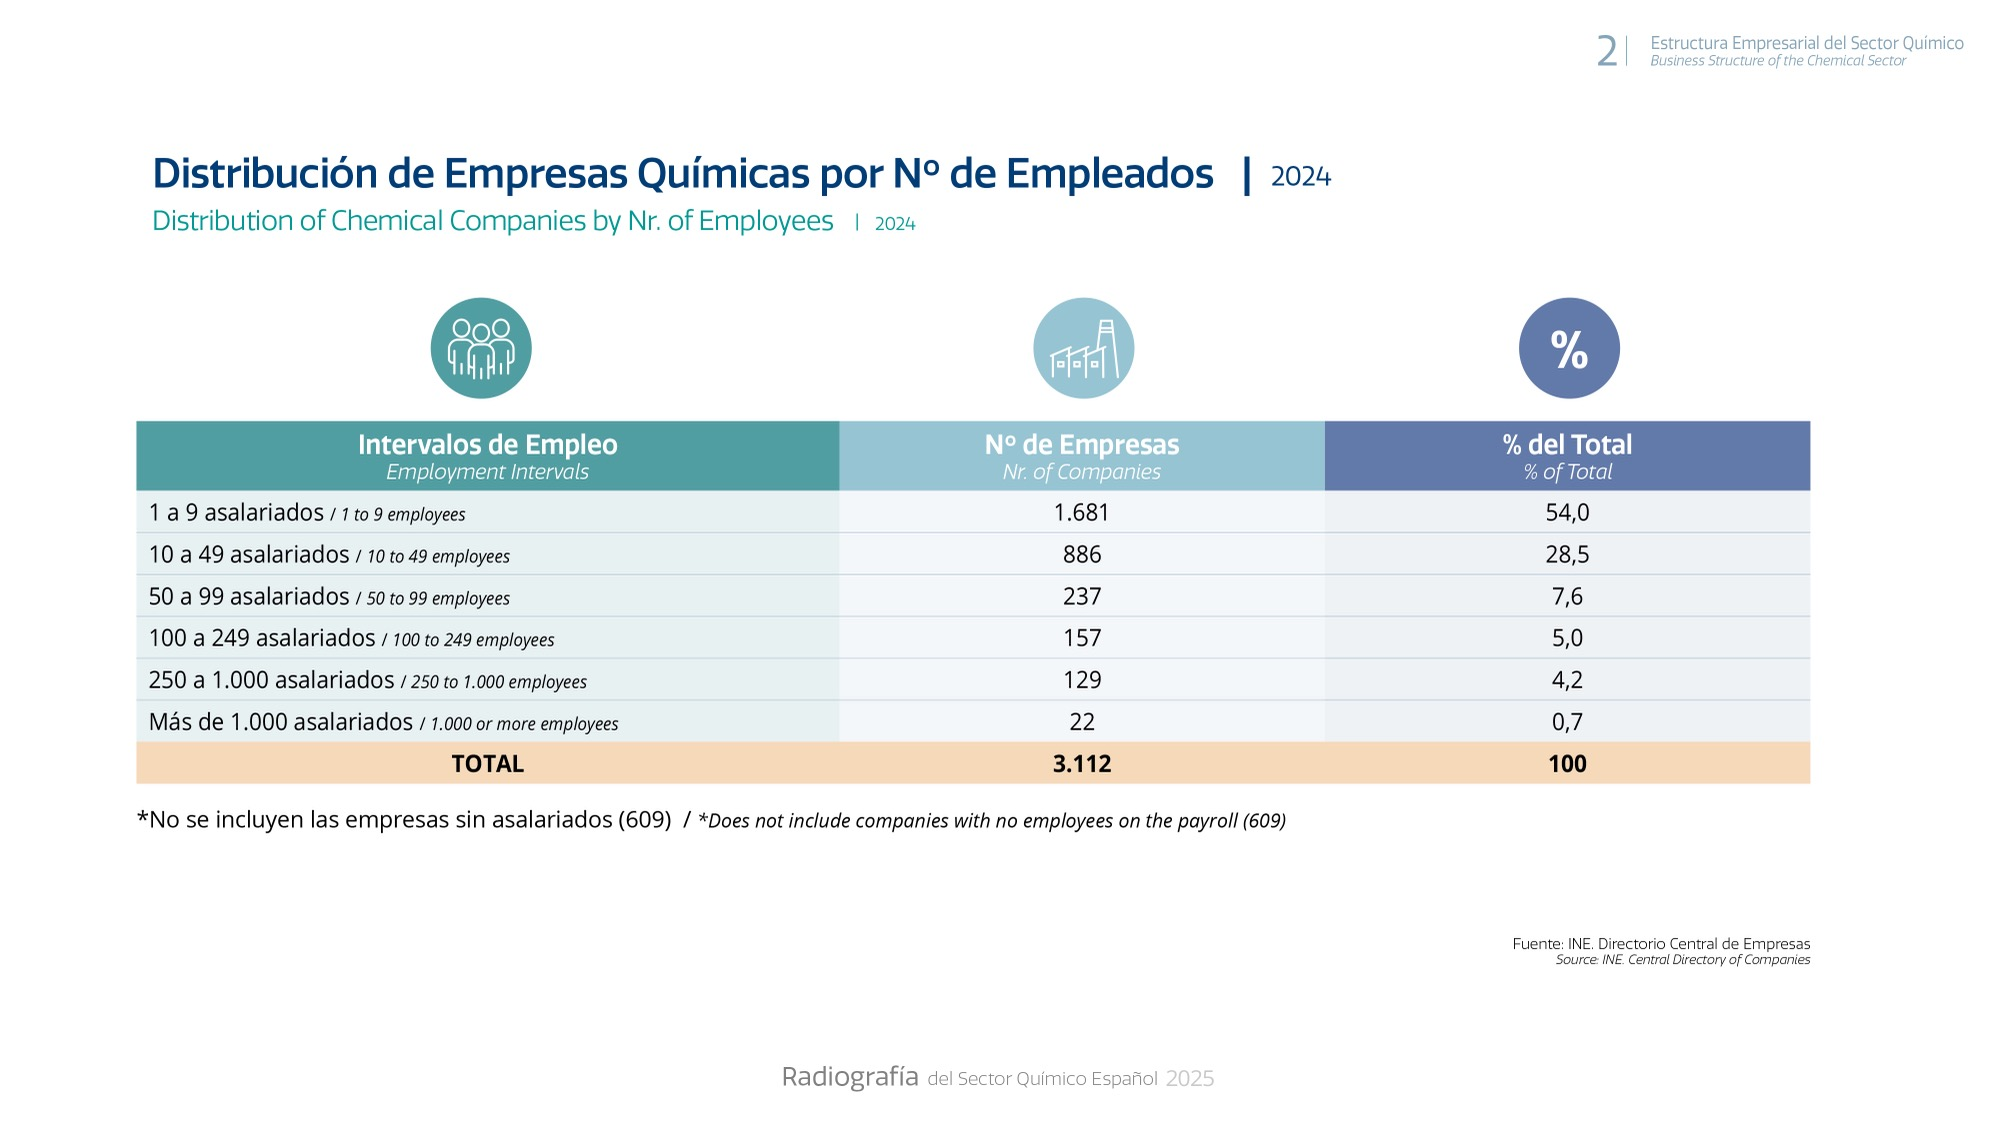 2 | Estructura Empresarial del Sector Químico
Business Structure of the Chemical Sector
Distribución de Empresas Químicas por Nº de Empleados | 2024
Distribution of Chemical Companies by Nr. of Employees | 2024
%
Intervalos de Empleo Nº de Empresas % del Total
Employment Intervals Nr. of Companies % of Total
1 a 9 asalariados / 1 to 9 employees 1.681 54,0
10 a 49 asalariados / 10 to 49 employees 886 28,5
50 a 99 asalariados / 50 to 99 employees 237 7,6
100 a 249 asalariados / 100 to 249 employees 157 5,0
250 a 1.000 asalariados / 250 to 1.000 employees 129 4,2
Más de 1.000 asalariados / 1.000 or more employees 22 0,7
TOTAL 3.112 100
*No se incluyen las empresas sin asalariados (609) / *Does not include companies with no employees on the payroll (609)
Fuente: INE. Directorio Central de Empresas
Source: INE. Central Directory of Companies
Radiografía del Sector Químico Español 2025